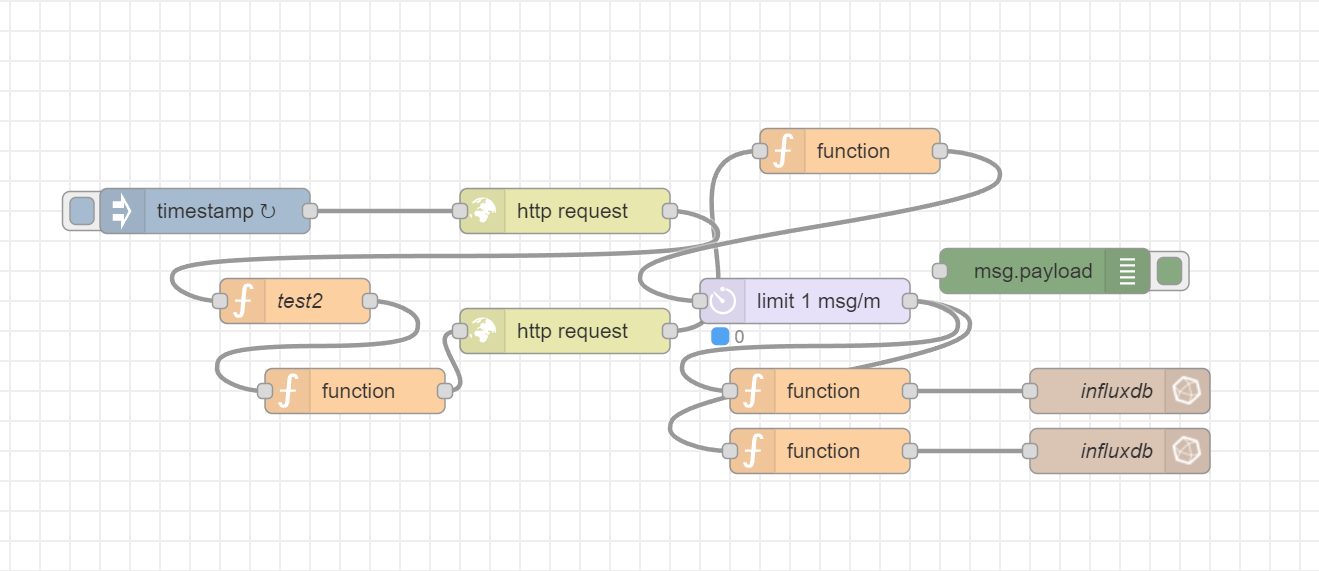 function
timestamp ↻
http request
msg.payload
test2
limit 1 msg/m
http request
0
function
function
influxdb
function
influxdb